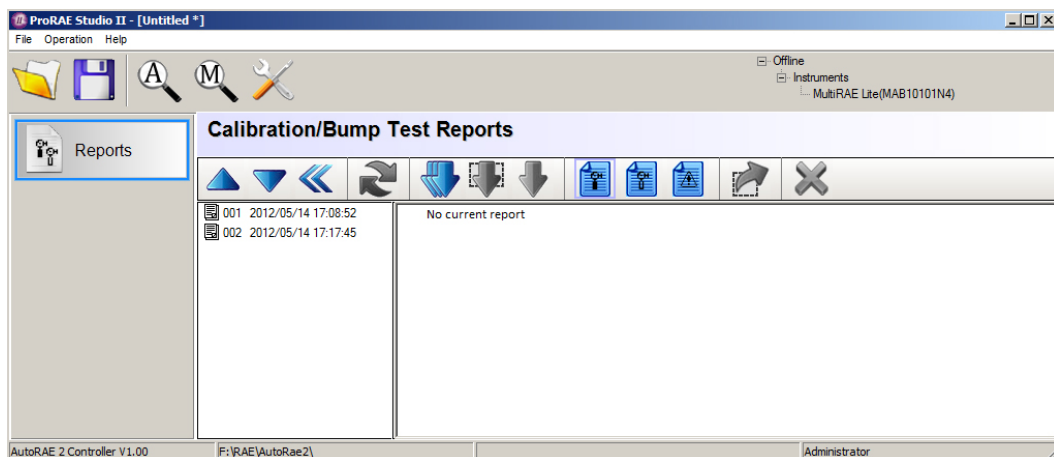 ProRAE Studio II - [Untitled *]
File Operation Help
A M
Offline
Instruments
MultiRAE Lite(MAB10101N4)
Reports
Calibration/Bump Test Reports
001 2012/05/14 17:08:52
002 2012/05/14 17:17:45
No current report
AutoRAE 2 Controller V1.00 F:\RAE\AutoRae2\ Administrator